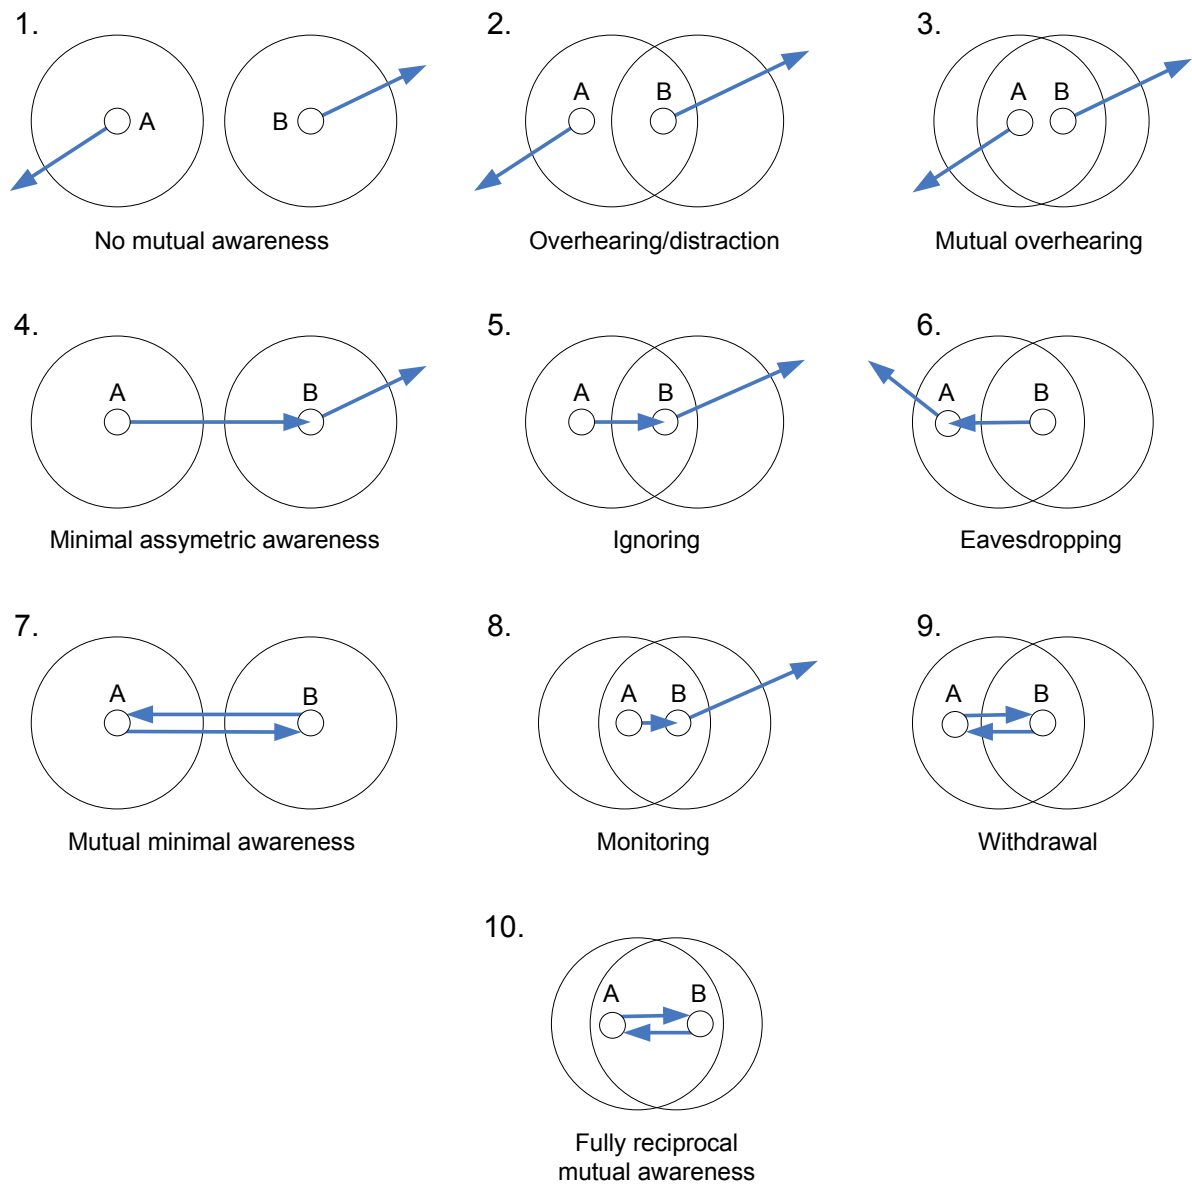 1.
A
B
No mutual awareness
2.
A
B
Overhearing/distraction
3.
A
B
Mutual overhearing
4.
A
B
Minimal assymetric awareness
5.
A
B
Ignoring
6.
A
B
Eavesdropping
7.
A
B
Mutual minimal awareness
8.
A
B
Monitoring
9.
A
B
Withdrawal
10.
A
B
Fully reciprocal
mutual awareness